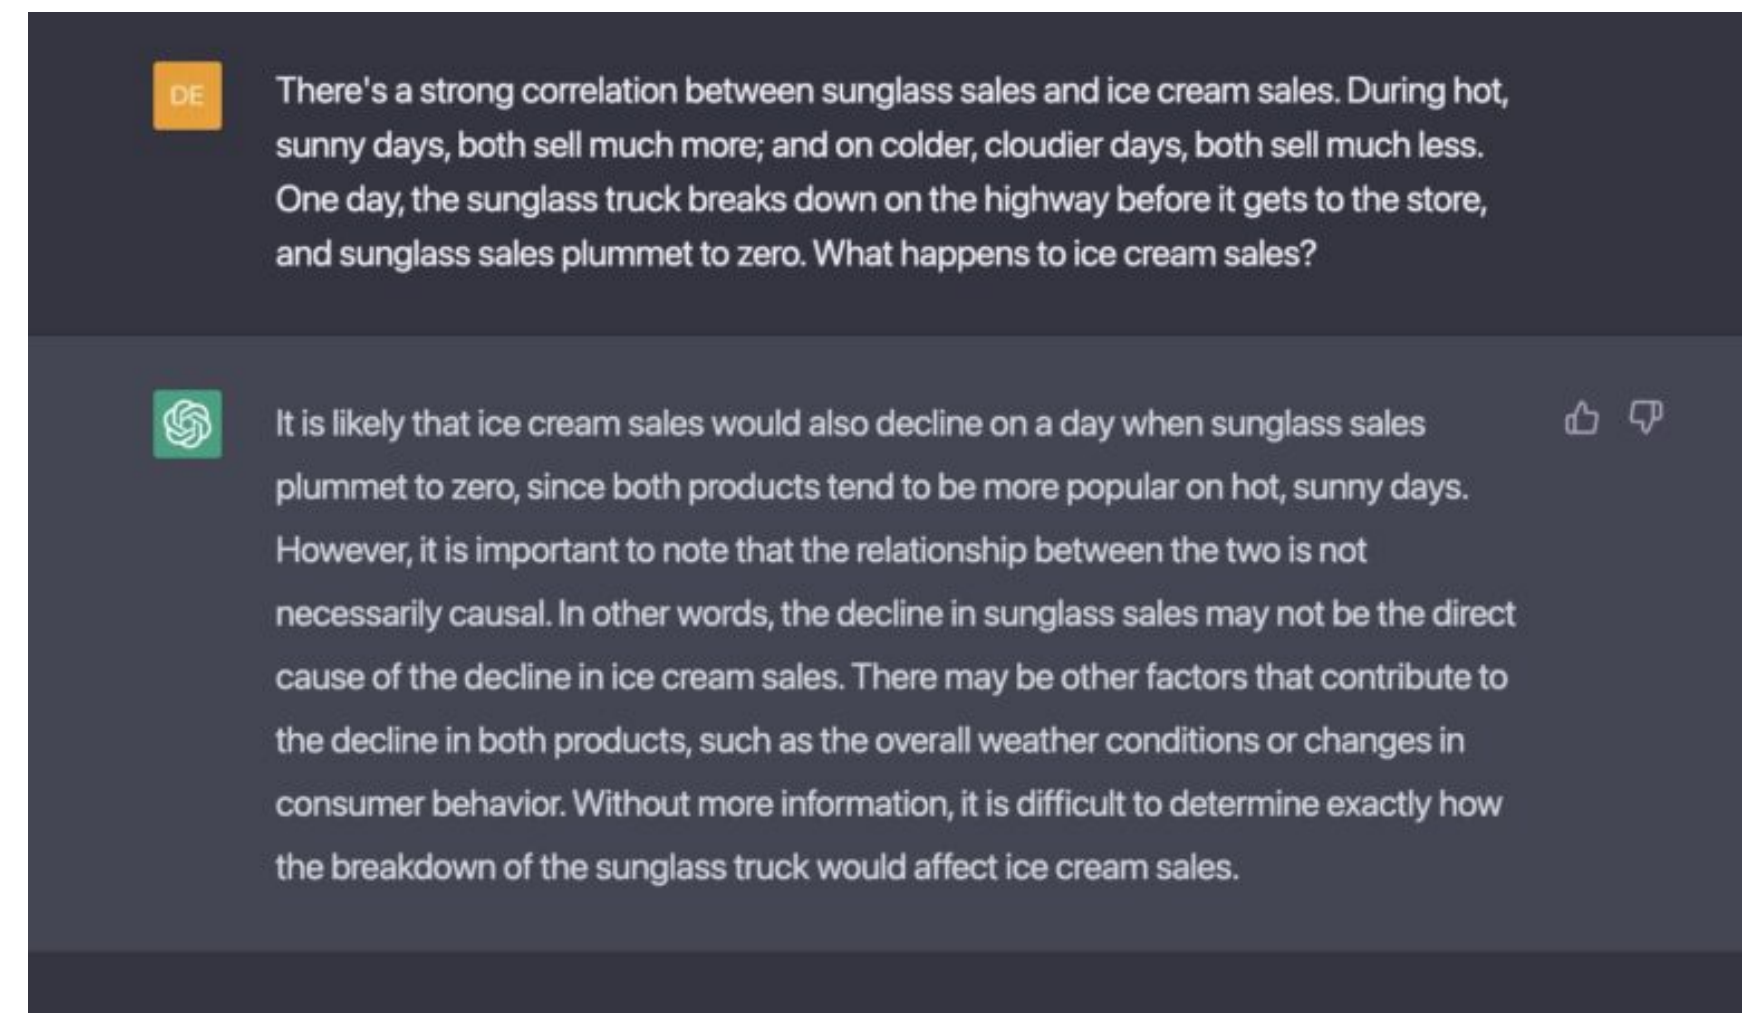 DE
There's a strong correlation between sunglass sales and ice cream sales. During hot,
sunny days, both sell much more; and on colder, cloudier days, both sell much less.
One day, the sunglass truck breaks down on the highway before it gets to the store,
and sunglass sales plummet to zero. What happens to ice cream sales?
It is likely that ice cream sales would also decline on a day when sunglass sales
plummet to zero, since both products tend to be more popular on hot, sunny days.
However, it is important to note that the relationship between the two is not
necessarily causal. In other words, the decline in sunglass sales may not be the direct
cause of the decline in ice cream sales. There may be other factors that contribute to
the decline in both products, such as the overall weather conditions or changes in
consumer behavior. Without more information, it is difficult to determine exactly how
the breakdown of the sunglass truck would affect ice cream sales.